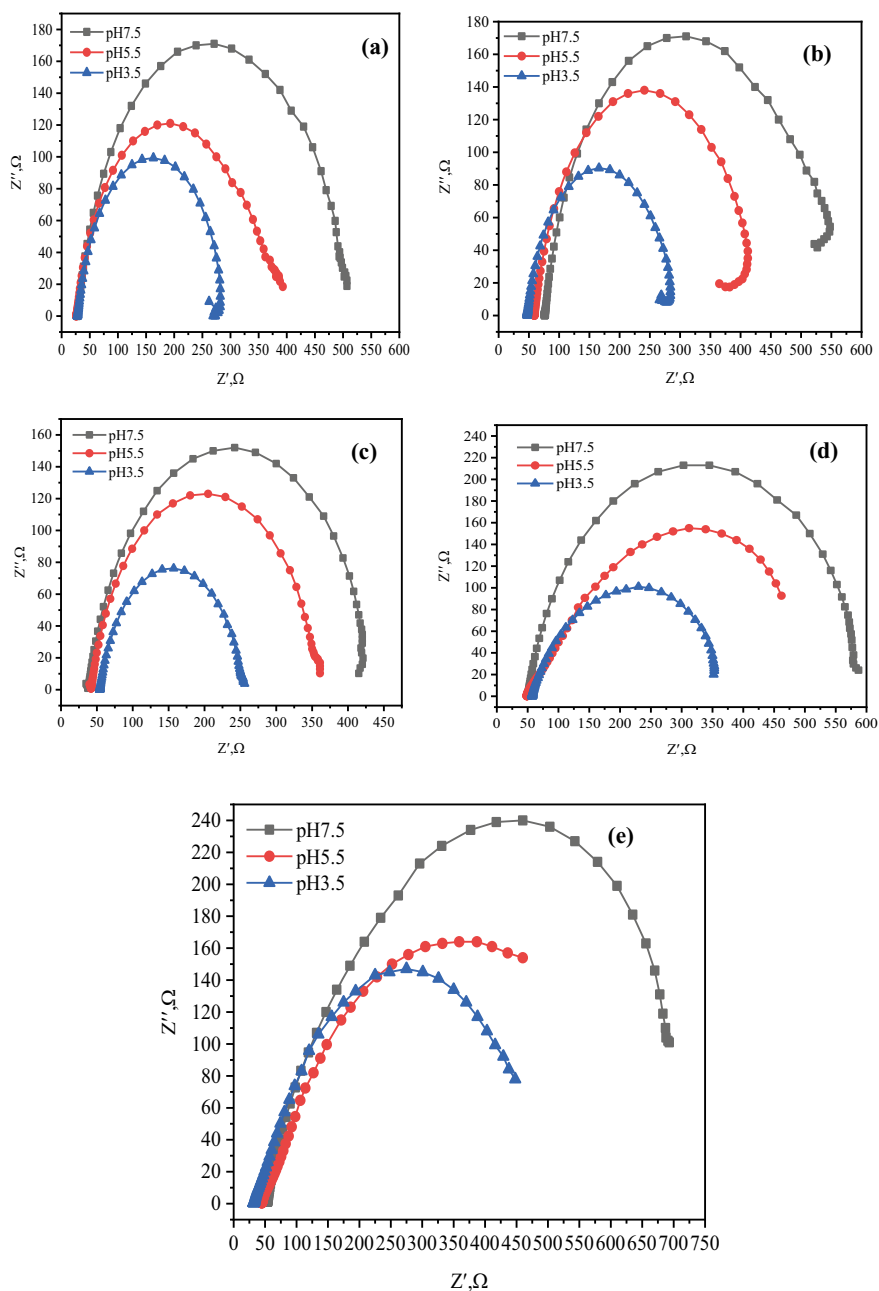 (a)
pH7.5
pH5.5
pH3.5
180
160
140
120
100
80
60
40
20
0
Z'',Ω
0 50 100 150 200 250 300 350 400 450 500 550 600
Z',Ω
(b)
pH7.5
pH5.5
pH3.5
180
160
140
120
100
80
60
40
20
0
Z'',Ω
0 50 100 150 200 250 300 350 400 450 500 550 600
Z',Ω
(c)
pH7.5
pH5.5
pH3.5
160
140
120
100
80
60
40
20
0
Z'',Ω
0 50 100 150 200 250 300 350 400 450
Z',Ω
(d)
pH7.5
pH5.5
pH3.5
240
220
200
180
160
140
120
100
80
60
40
20
0
Z'',Ω
0 50 100 150 200 250 300 350 400 450 500 550 600
Z',Ω
(e)
pH7.5
pH5.5
pH3.5
240
220
200
180
160
140
120
100
80
60
40
20
0
Z'',Ω
0 50 100 150 200 250 300 350 400 450 500 550 600 650 700 750
Z',Ω